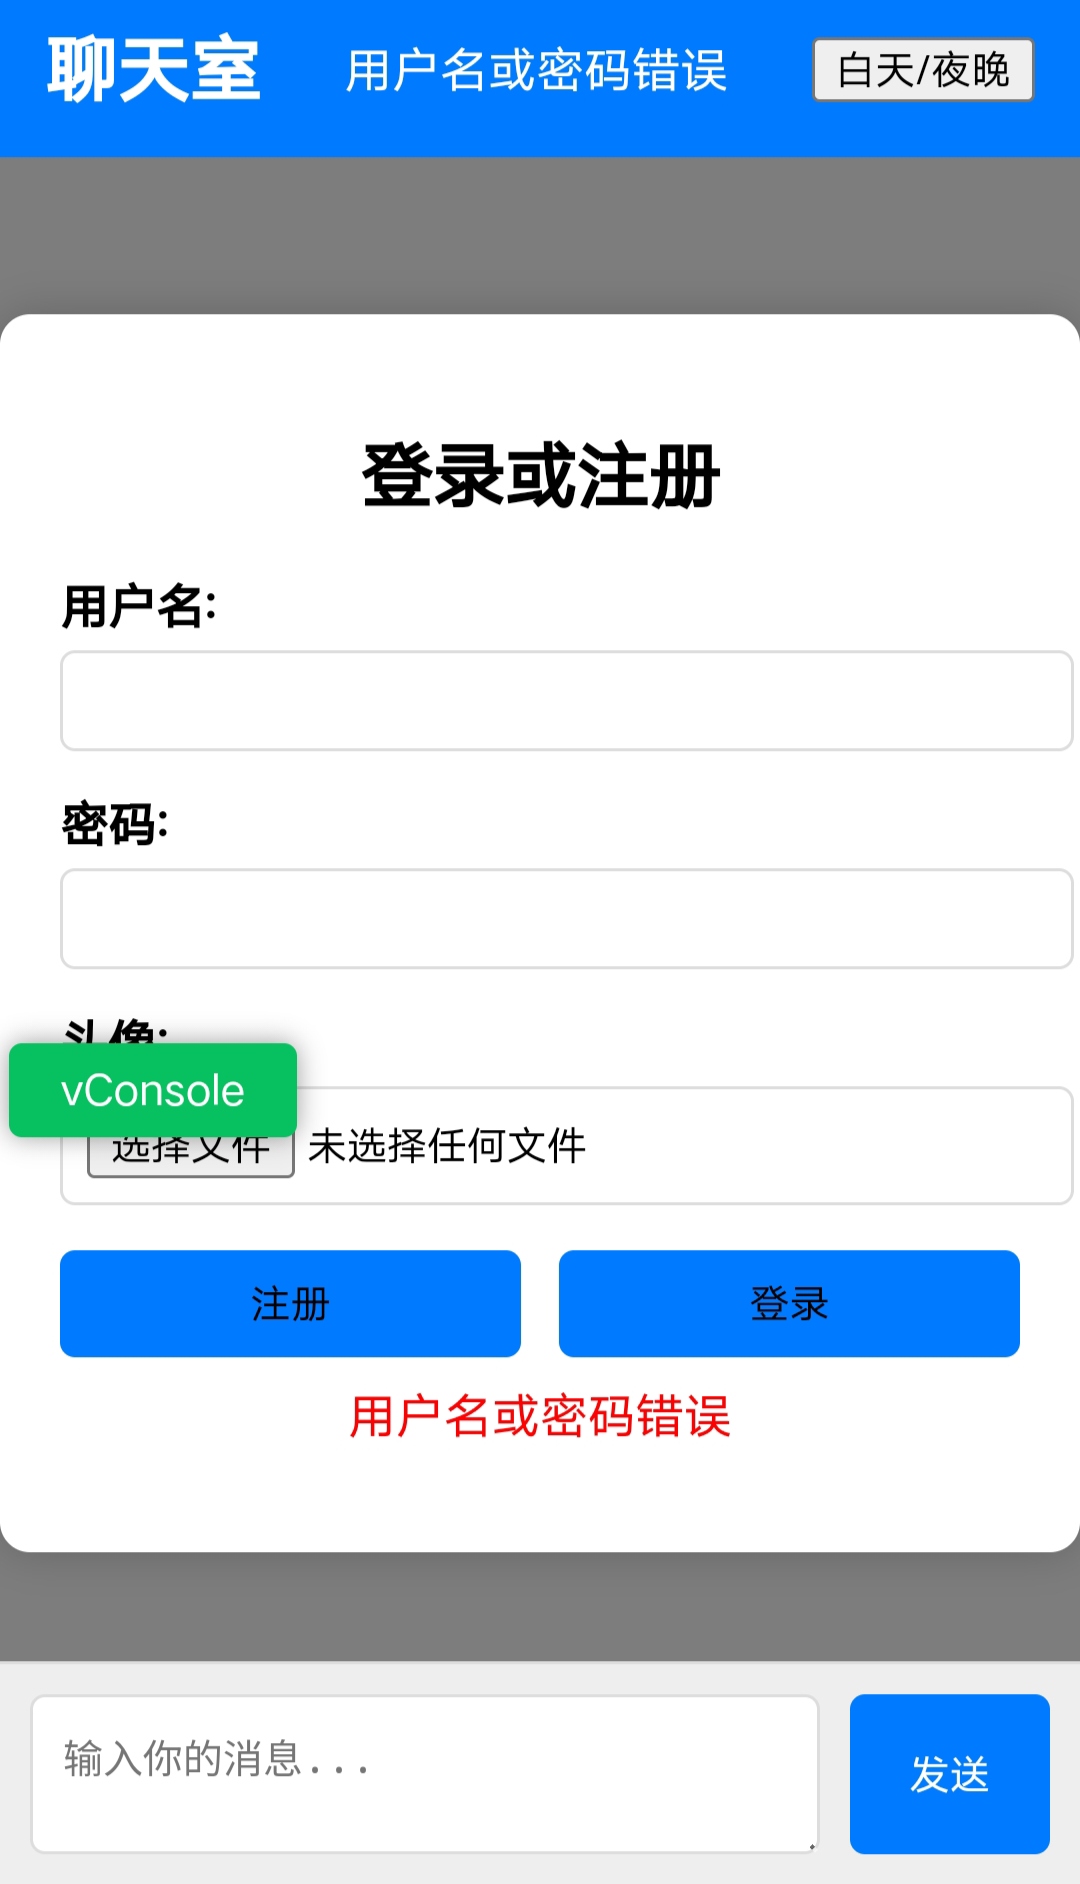 聊天室
用户名或密码错误
白天/夜晚
登录或注册
用户名:
密码:
头像:
vConsole
选择文件 未选择任何文件
注册
登录
用户名或密码错误
输入你的消息...
发送